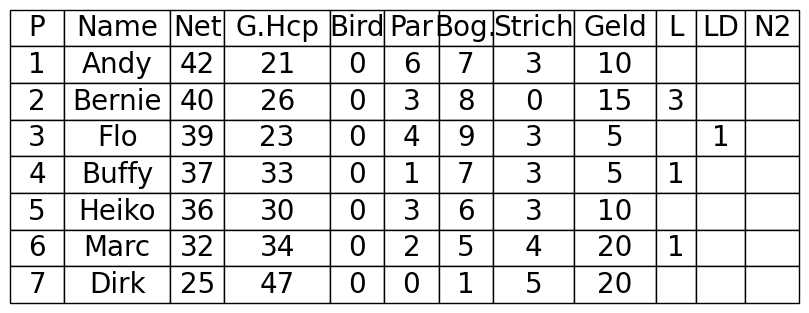 P Name Net G.Hcp Bird Par Bog. Strich Geld L LD N2
1 Andy 42 21 0 6 7 3 10
2 Bernie 40 26 0 3 8 0 15 3
3 Flo 39 23 0 4 9 3 5 1
4 Buffy 37 33 0 1 7 3 5 1
5 Heiko 36 30 0 3 6 3 10
6 Marc 32 34 0 2 5 4 20 1
7 Dirk 25 47 0 0 1 5 20